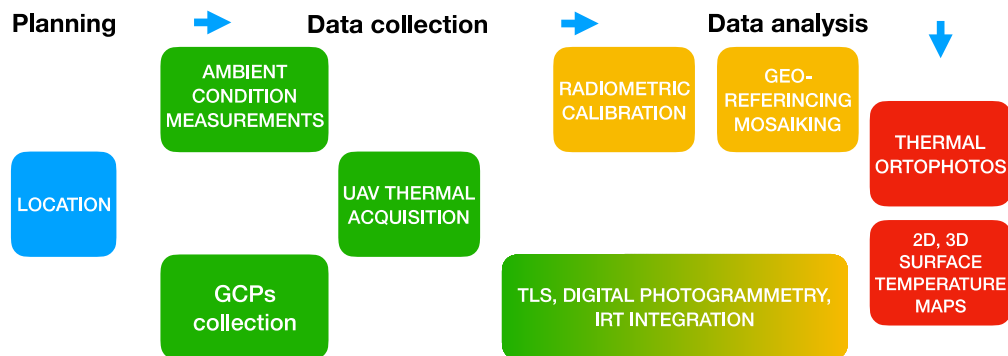 Planning
Data collection
Data analysis
AMBIENT
CONDITION
MEASUREMENTS
RADIOMETRIC
CALIBRATION
GEO-
REFERINCING
MOSAIKING
THERMAL
ORTOPHOTOS
LOCATION
UAV THERMAL
ACQUISITION
2D, 3D
SURFACE
TEMPERATURE
MAPS
GCPs
collection
TLS, DIGITAL PHOTOGRAMMETRY,
IRT INTEGRATION